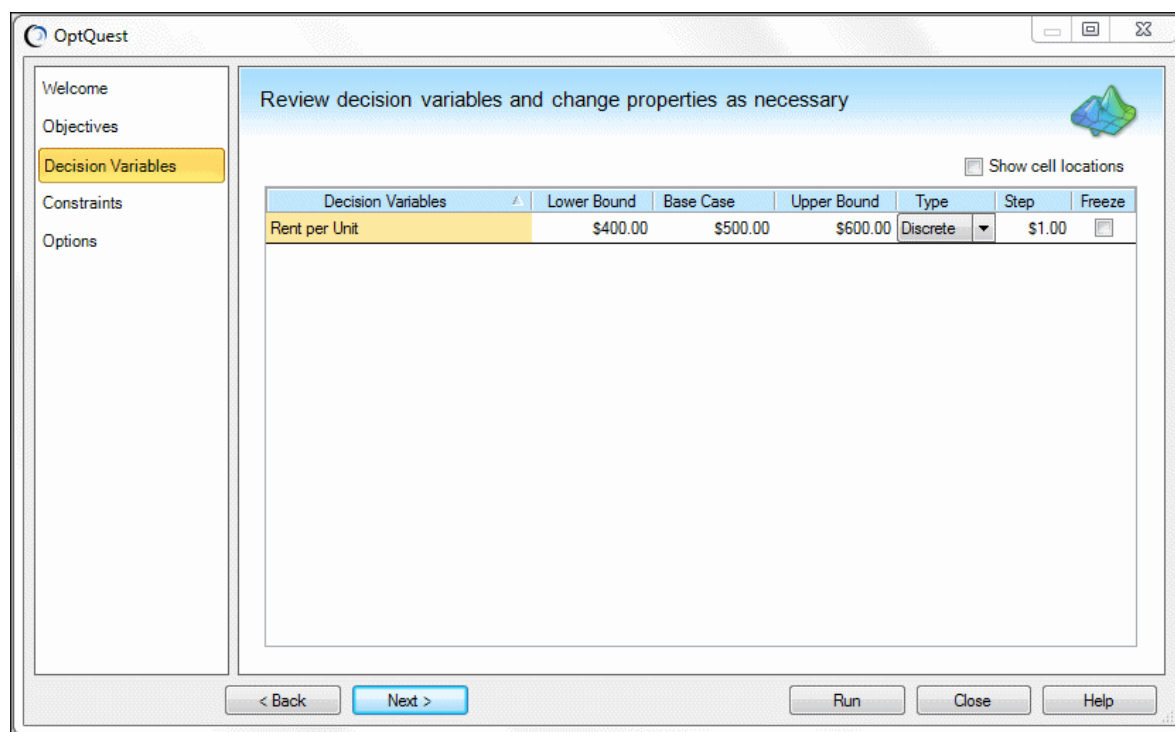 OptQuest
Welcome
Objectives
Decision Variables
Constraints
Options
Review decision variables and change properties as necessary
Show cell locations
Decision Variables Lower Bound Base Case Upper Bound Type Step Freeze
Rent per Unit $400.00 $500.00 $600.00 Discrete $1.00
< Back Next > Run Close Help